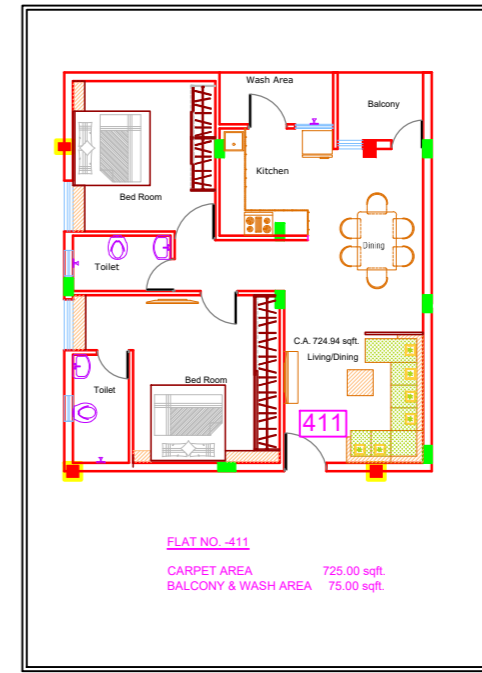 Wash Area
Balcony
Kitchen
Bed Room
Dining
Toilet
C.A. 724.94 sqft.
Living/Dining
Bed Room
Toilet
411
FLAT NO. -411
CARPET AREA 725.00 sqft.
BALCONY & WASH AREA 75.00 sqft.